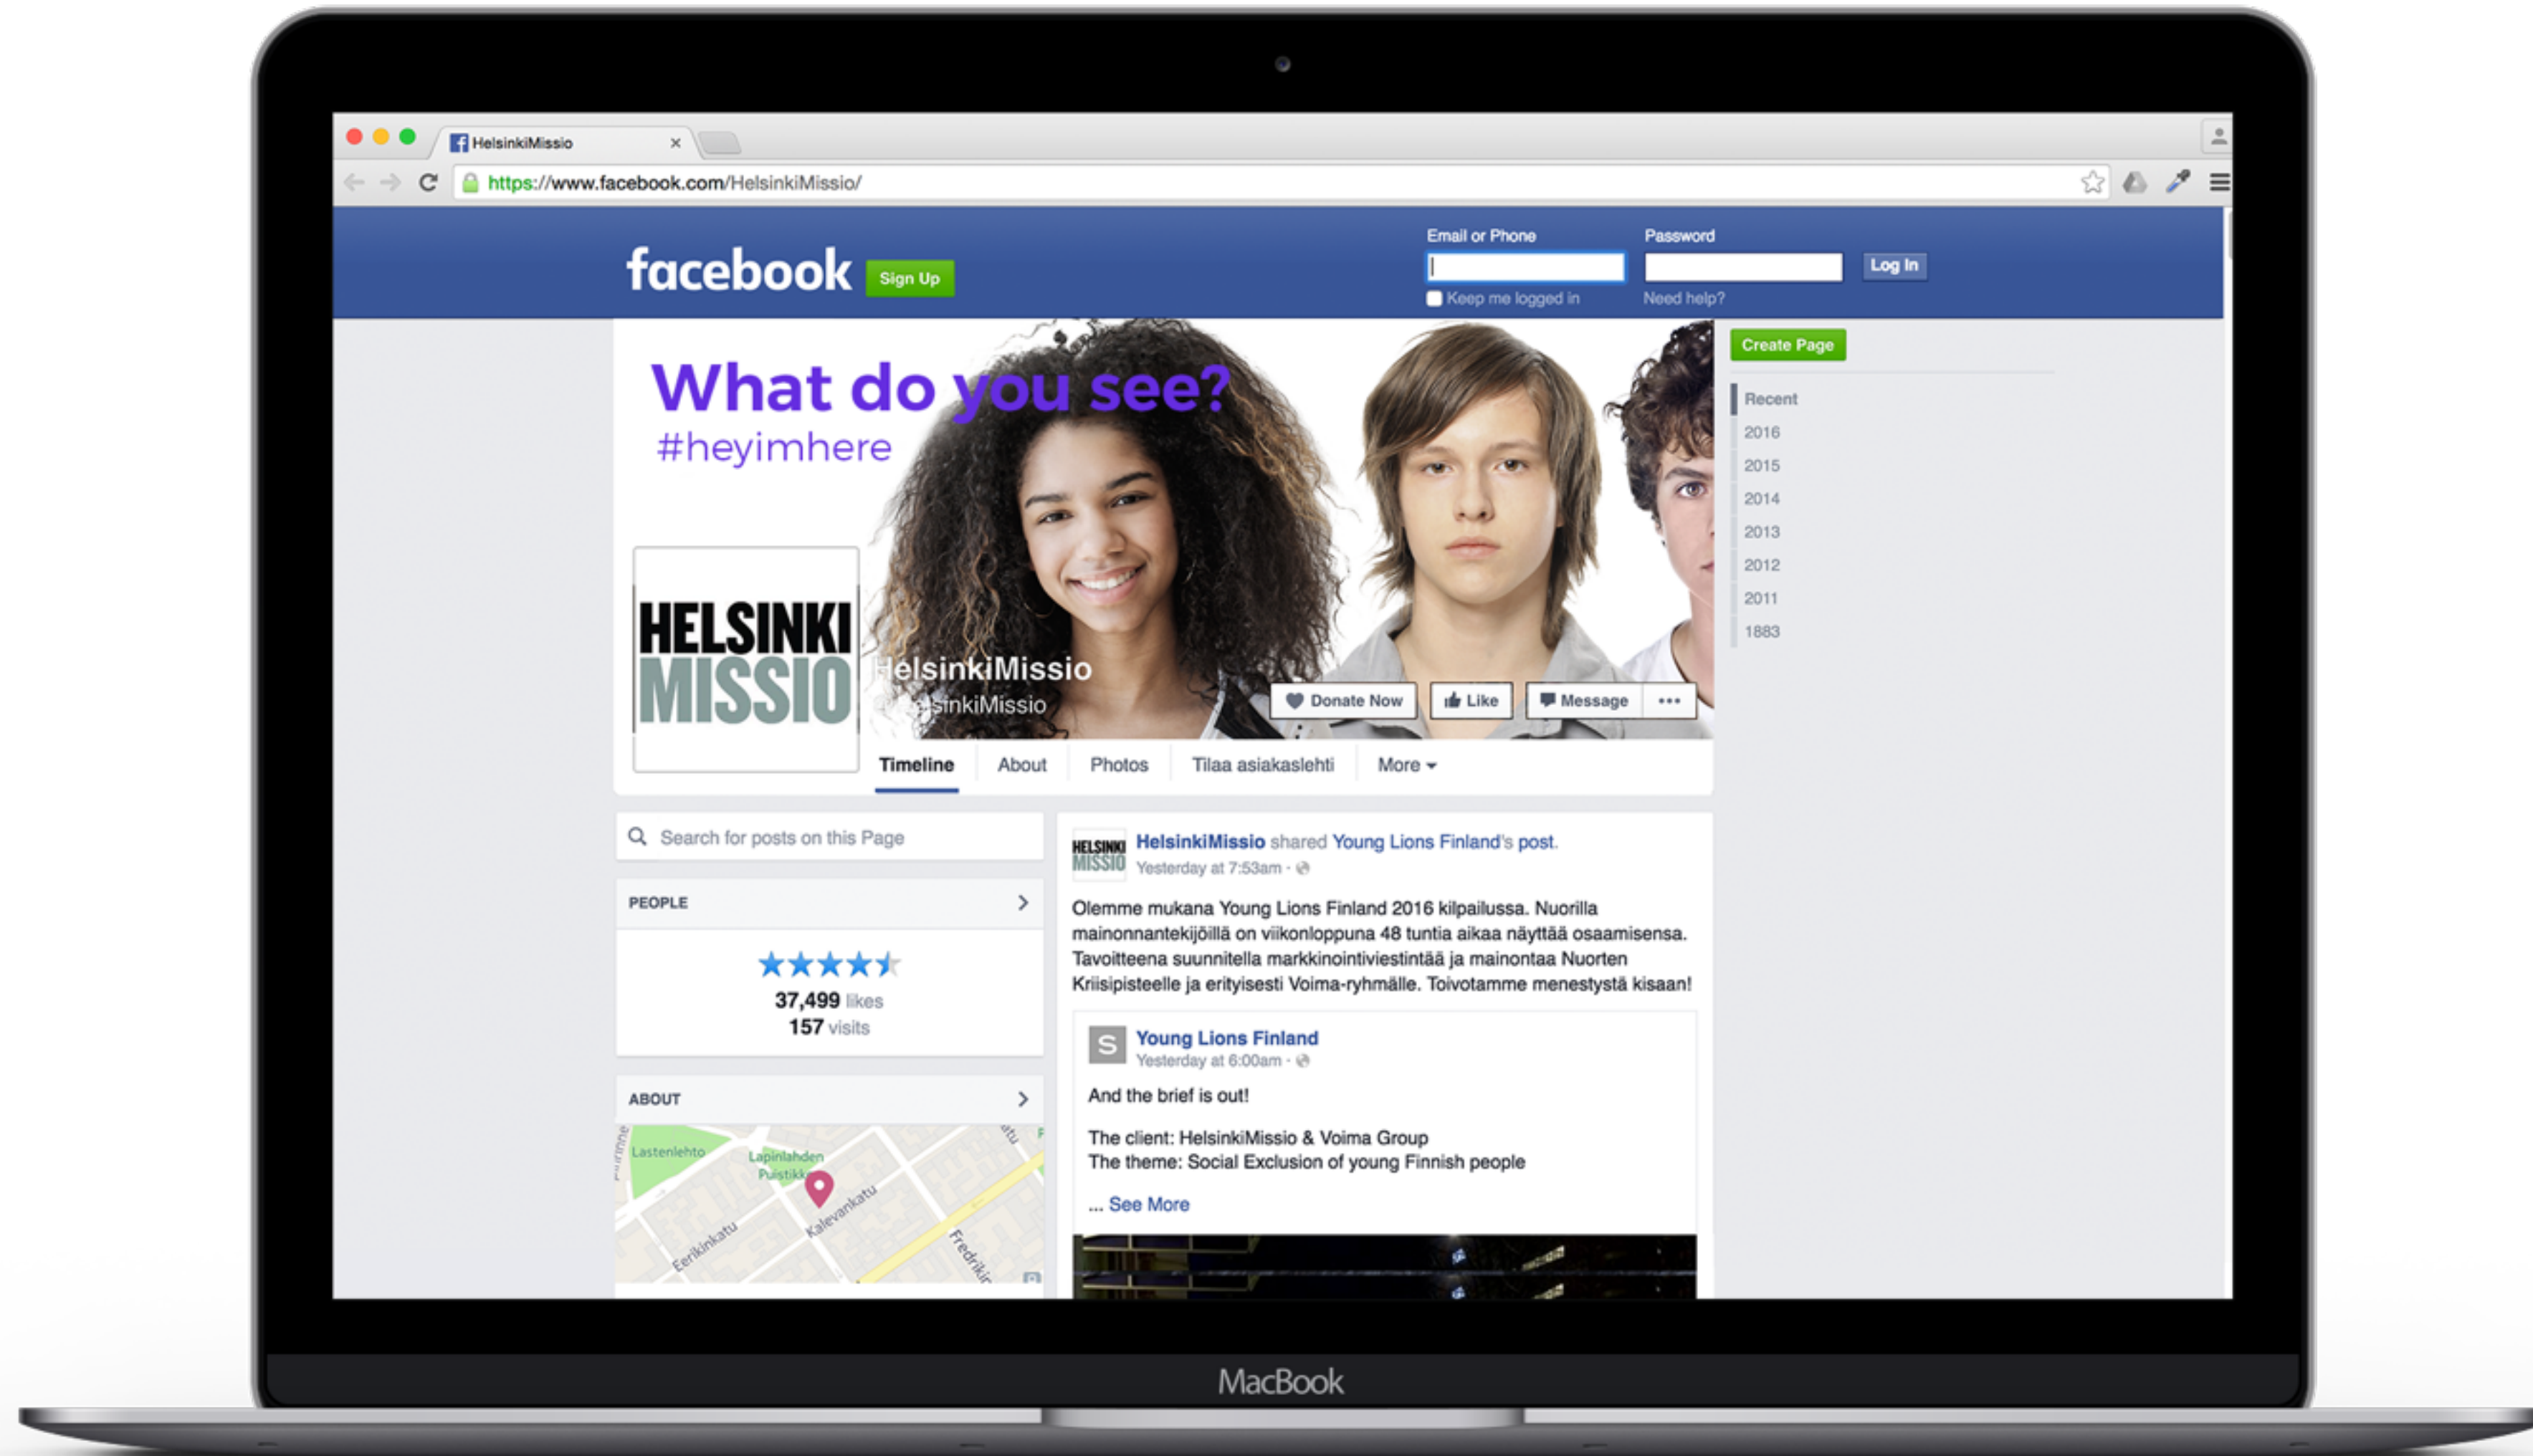 HelsinkiMissio
https://www.facebook.com/HelsinkiMissio/
facebook
Sign Up
Email or Phone
Password
Log In
Keep me logged in
Need help?
What do you see?
#heyimhere
HELSINKI
MISSIO
HelsinkiMissio
Donate Now
Like
Message
Create Page
Recent
2016
2015
2014
2013
2012
2011
1883
Timeline
About
Photos
Tilaa asiakaslehti
More
Search for posts on this Page
PEOPLE
37,499 likes
157 visits
ABOUT
Lastenlehto
Lapinlahden
Eerikinkatu
Kalevankatu
HELSINKI
MISSIO
HelsinkiMissio shared Young Lions Finland's post.
Yesterday at 7:53am
Olemme mukana Young Lions Finland 2016 kilpailussa. Nuorilla
mainonnantekijöillä on viikonloppuna 48 tuntia aikaa näyttää osaamisensa.
Tavoitteena suunnitella markkinointiviestintää ja mainontaa Nuorten
Kriisipisteelle ja erityisesti Voima-ryhmälle. Toivotamme menestystä kisaan!
S
Young Lions Finland
Yesterday at 6:00am
And the brief is out!
The client: HelsinkiMissio & Voima Group
The theme: Social Exclusion of young Finnish people
... See More
MacBook